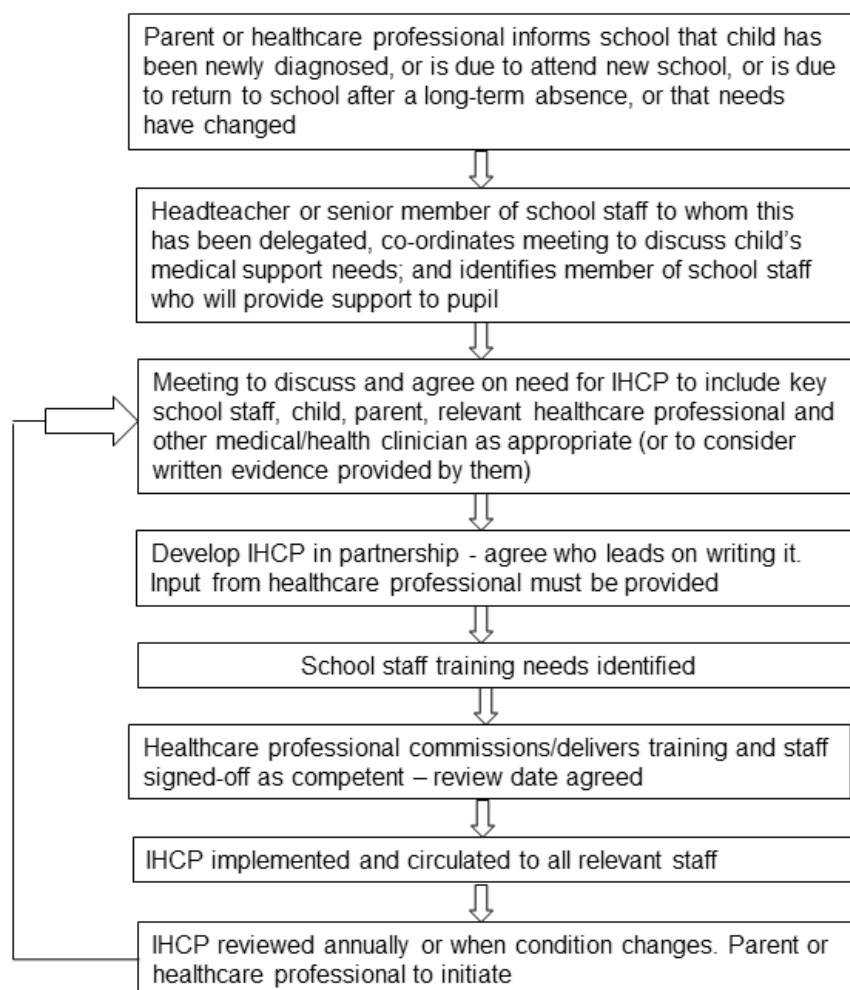 Parent or healthcare professional informs school that child has
been newly diagnosed, or is due to attend new school, or is due
to return to school after a long-term absence, or that needs
have changed
Headteacher or senior member of school staff to whom this
has been delegated, co-ordinates meeting to discuss child's
medical support needs; and identifies member of school staff
who will provide support to pupil
Meeting to discuss and agree on need for IHCP to include key
school staff, child, parent, relevant healthcare professional and
other medical/health clinician as appropriate (or to consider
written evidence provided by them)
Develop IHCP in partnership - agree who leads on writing it.
Input from healthcare professional must be provided
School staff training needs identified
Healthcare professional commissions/delivers training and staff
signed-off as competent – review date agreed
IHCP implemented and circulated to all relevant staff
IHCP reviewed annually or when condition changes. Parent or
healthcare professional to initiate